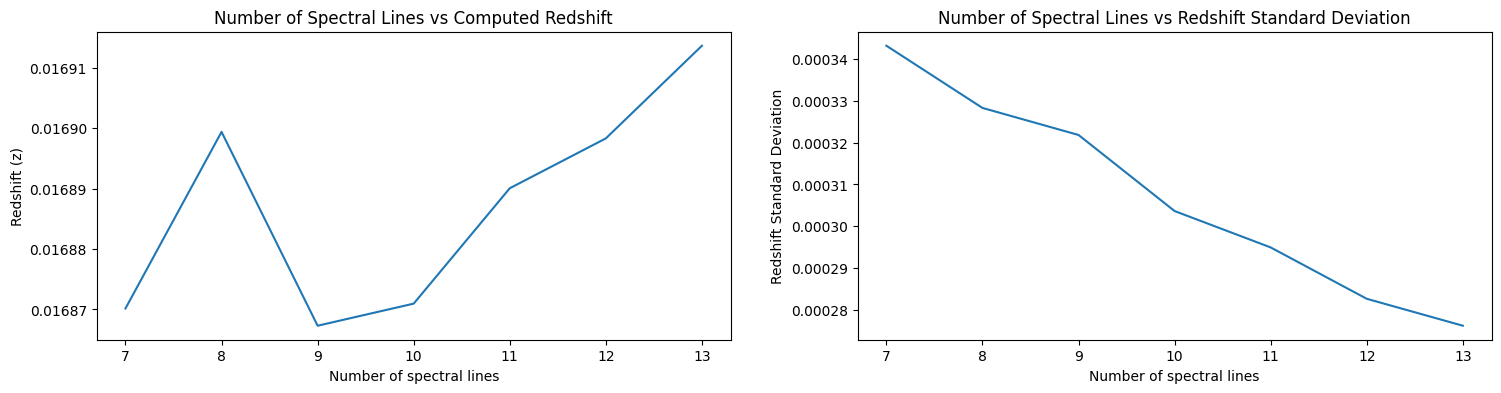 Number of Spectral Lines vs Computed Redshift
Redshift (z)
0.01691
0.01690
0.01689
0.01688
0.01687
7 8 9 10 11 12 13
Number of spectral lines
Number of Spectral Lines vs Redshift Standard Deviation
Redshift Standard Deviation
0.00034
0.00033
0.00032
0.00031
0.00030
0.00029
0.00028
7 8 9 10 11 12 13
Number of spectral lines